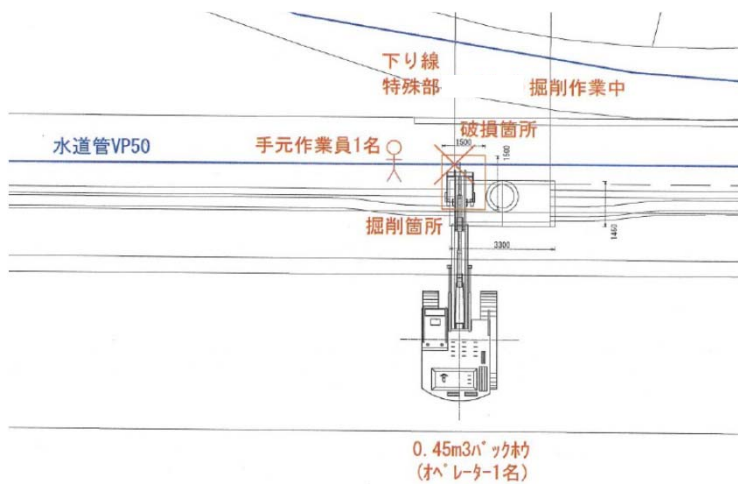 下り線
特殊部
掘削作業中
水道管VP50
手元作業員1名
破損箇所
1500
1500
掘削箇所
3300
1450
0.45m3ﾊﾞｯｸﾎｳ
(ｵﾍﾟﾚｰﾀｰ1名)